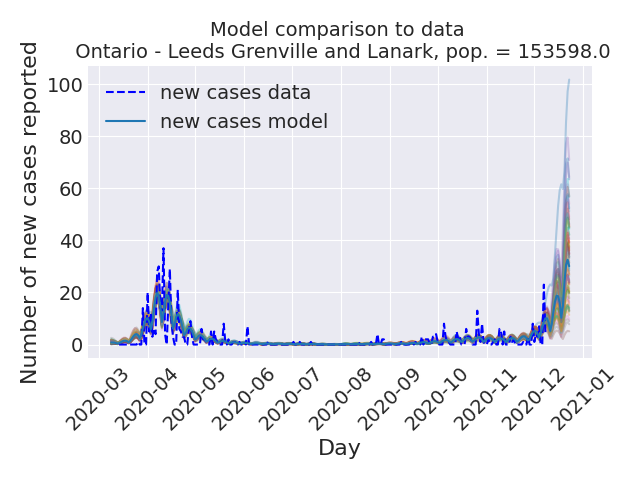 Model comparison to data
Ontario - Leeds Grenville and Lanark, pop. = 153598.0
Number of new cases reported
100
80
60
40
20
0
new cases data
new cases model
2020-03
2020-04
2020-05
2020-06
2020-07
2020-08
2020-09
2020-10
2020-11
2020-12
2021-01
Day